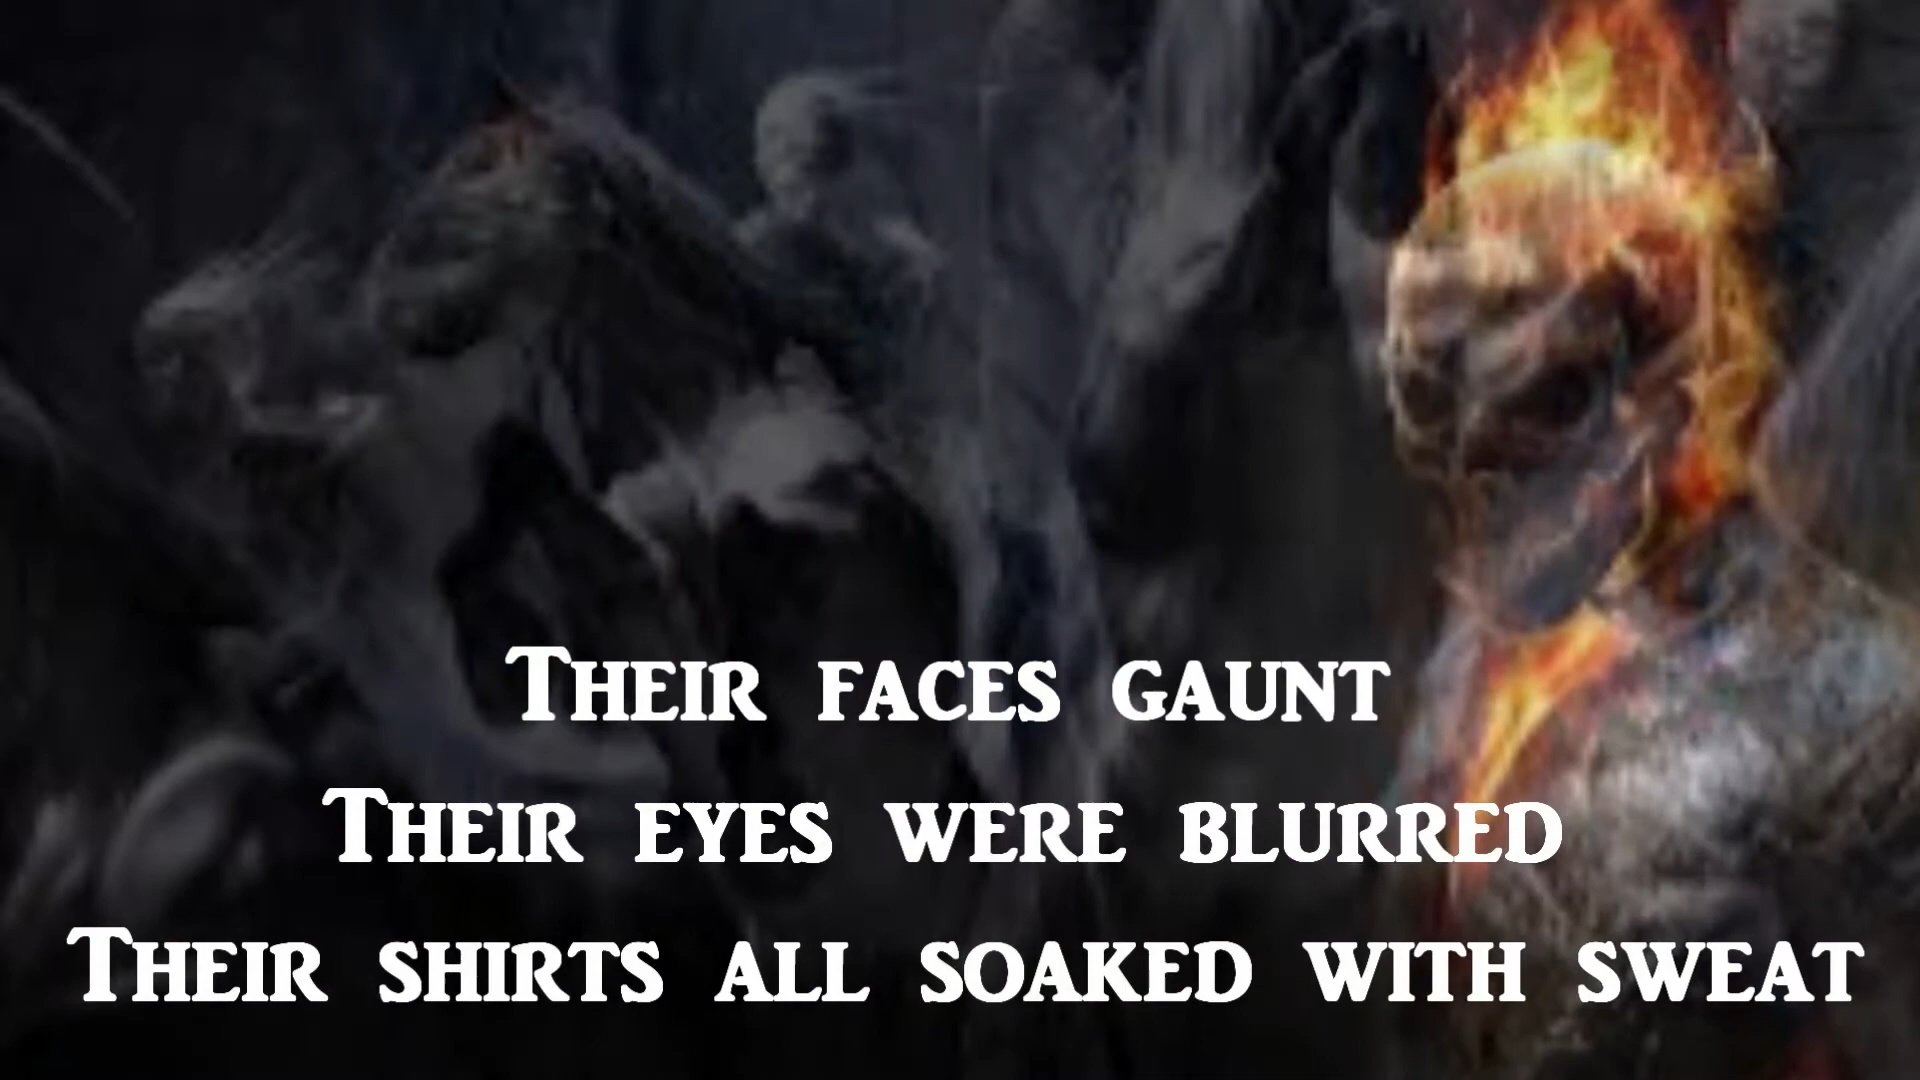 Their faces gaunt
Their eyes were blurred
Their shirts all soaked with sweat